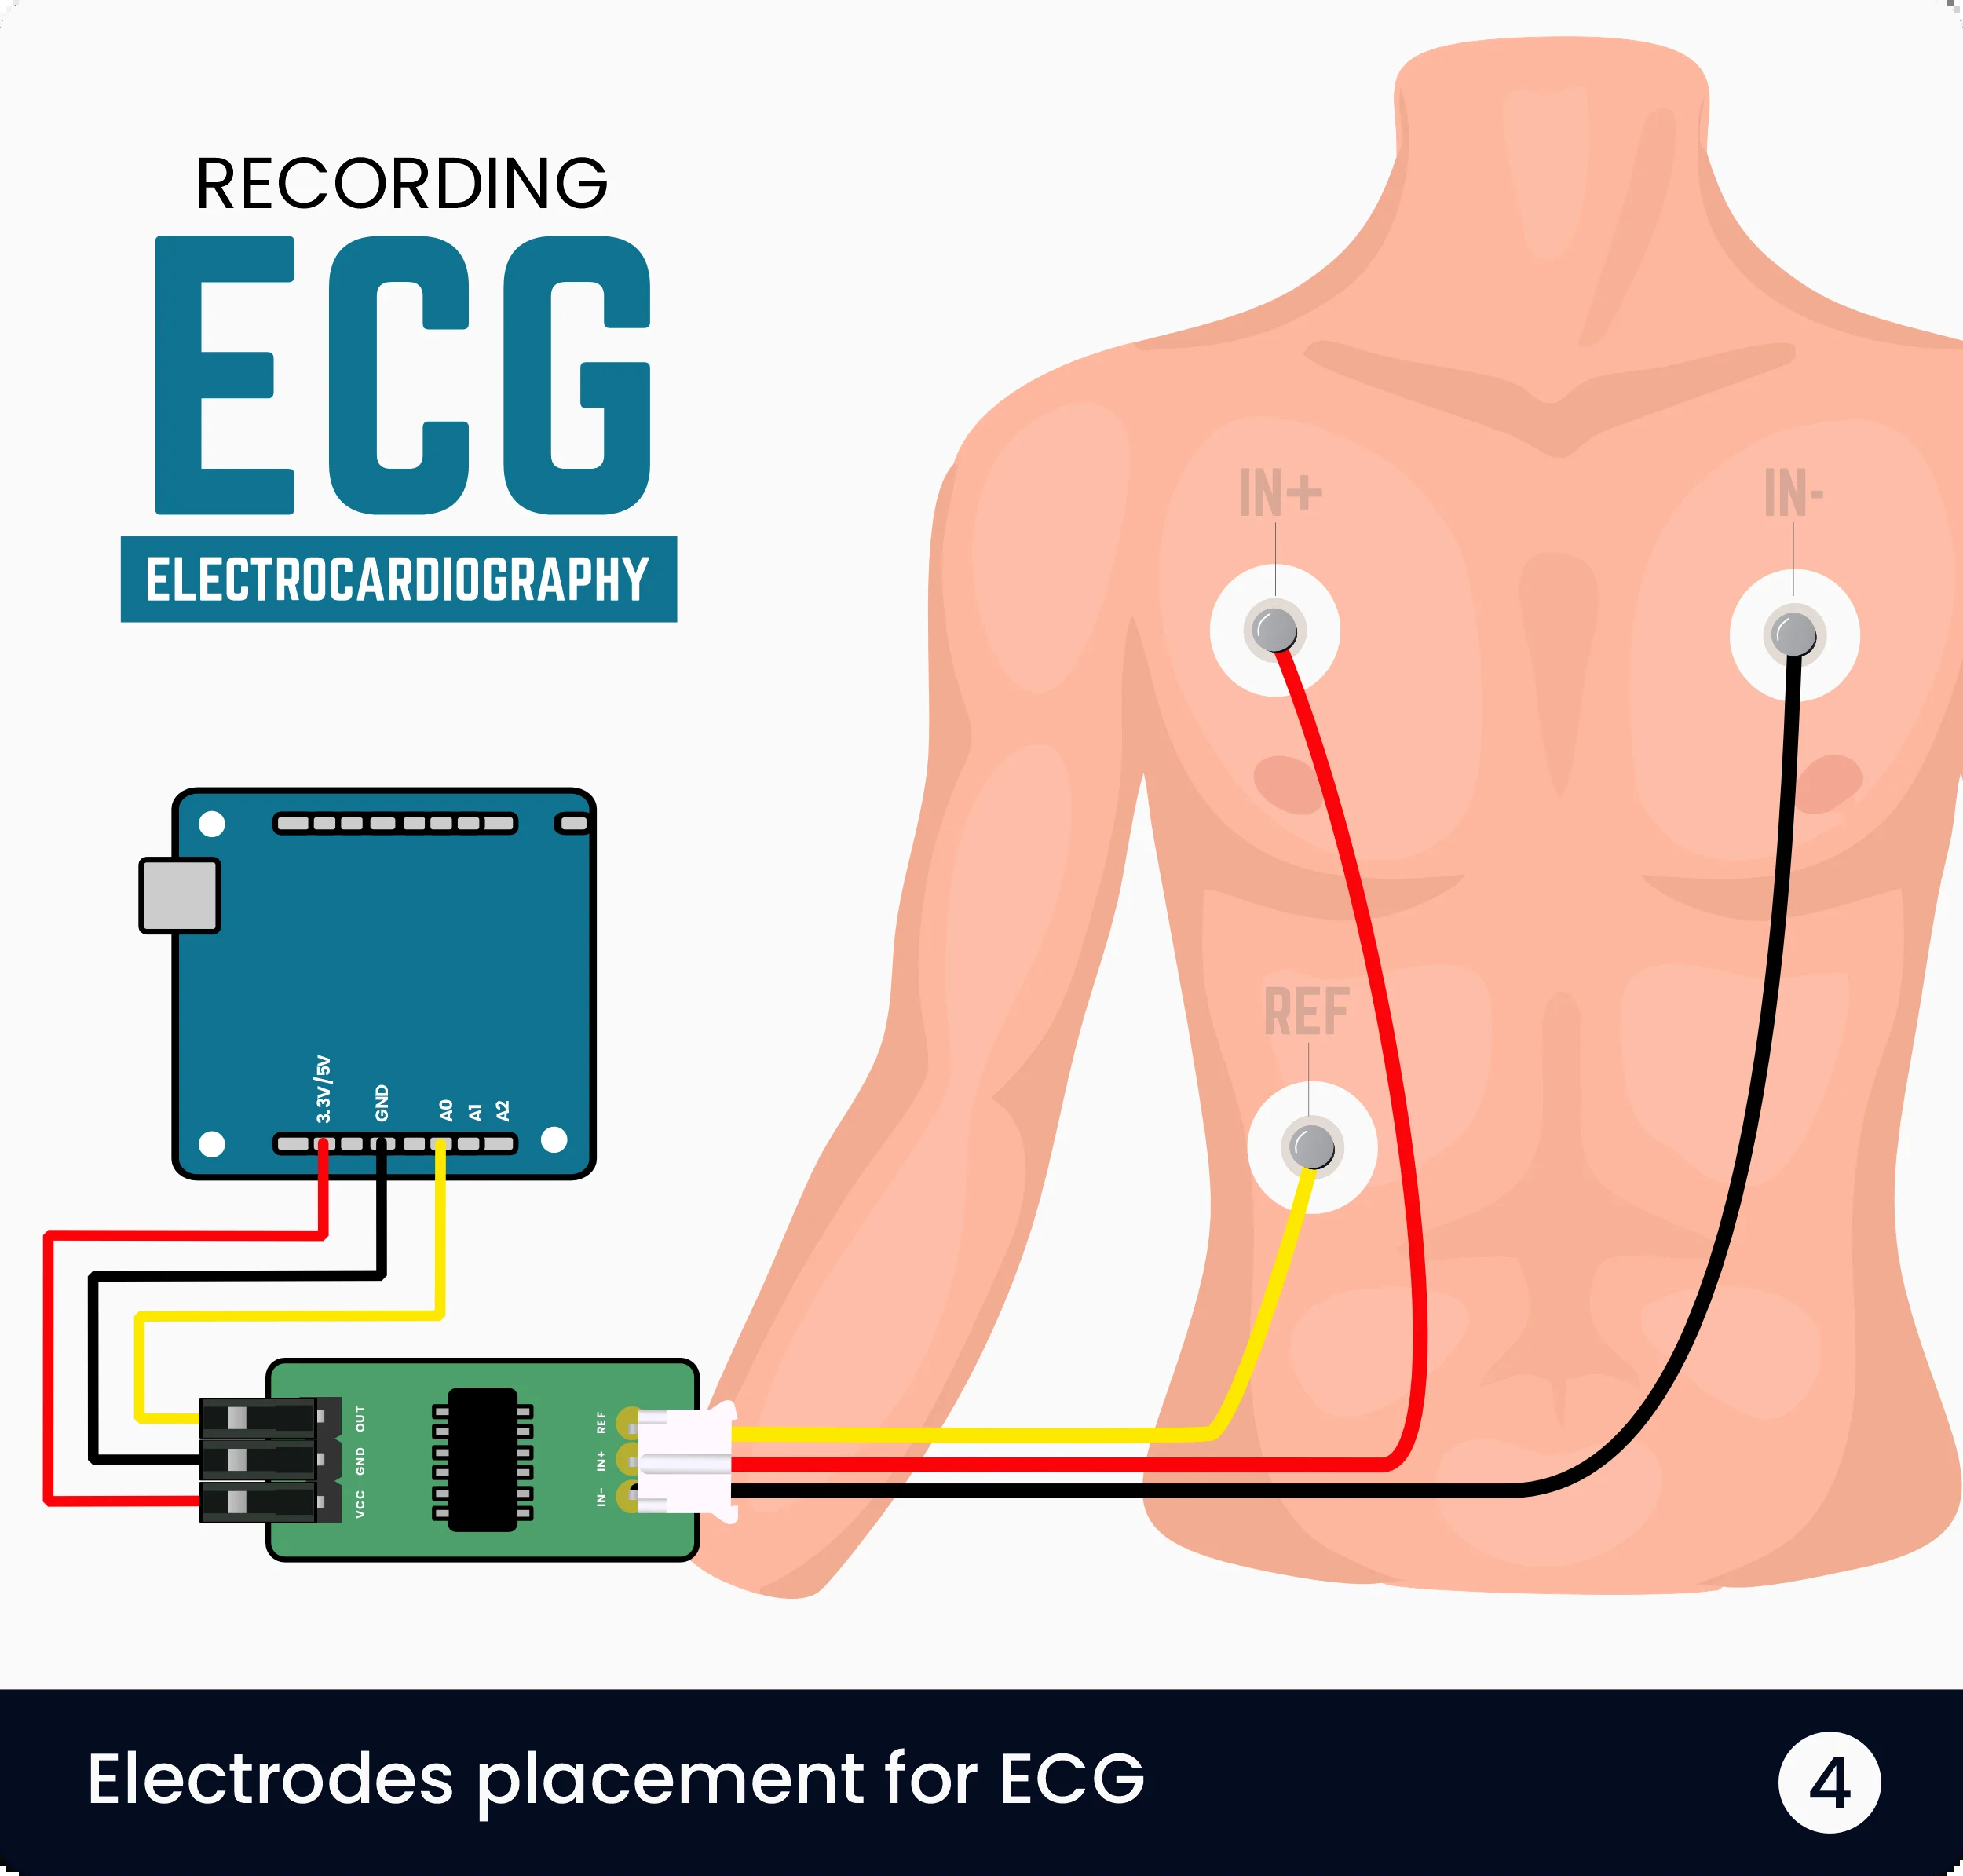 RECORDING
ECG
ELECTROCARDIOGRAPHY
IN+
IN-
REF
3.3V/5V
GND
A0
A1
A2
OUT
GND
VCC
REF
IN+
IN-
Electrodes placement for ECG
4